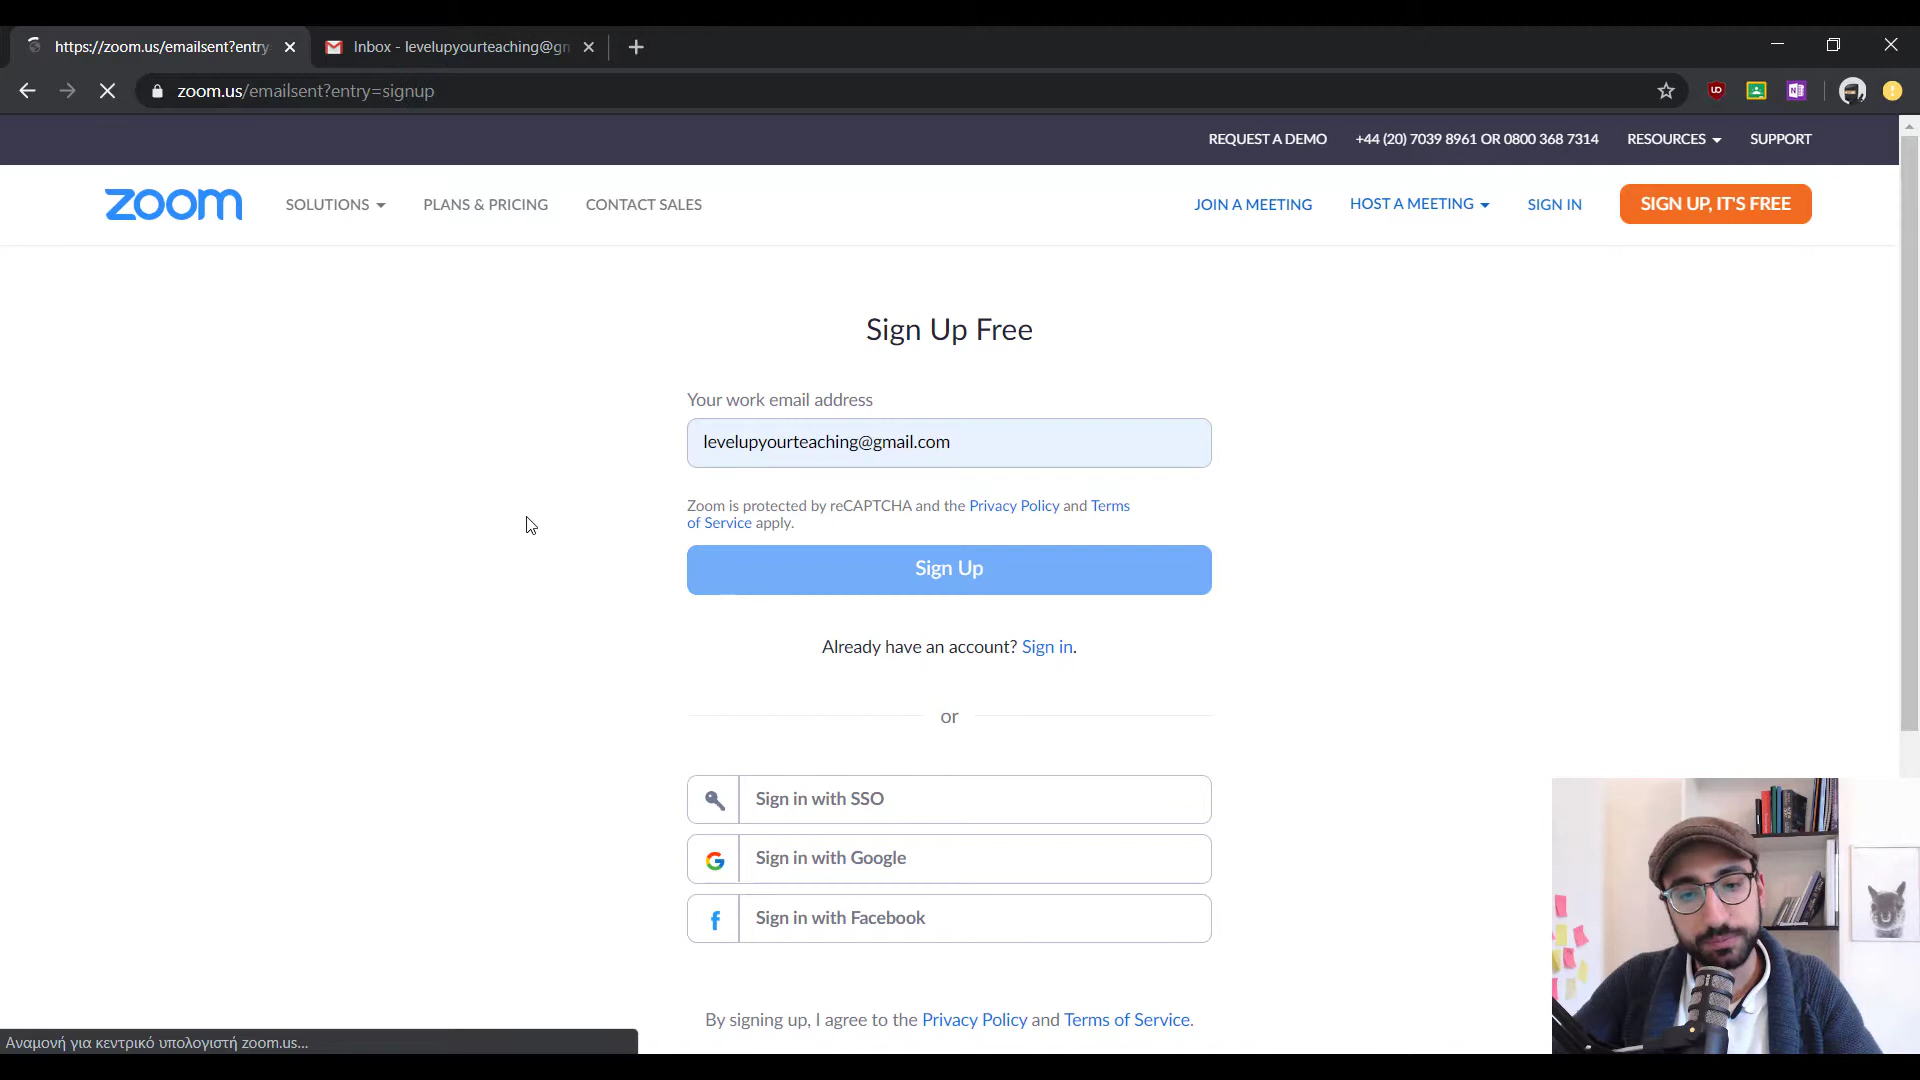 https://zoom.us/emailsent?entry
Inbox - levelupyourteaching@gm
zoom.us/emailsent?entry=signup
REQUEST A DEMO +44 (20) 7039 8961 OR 0800 368 7314 RESOURCES SUPPORT
zoom SOLUTIONS PLANS & PRICING CONTACT SALES JOIN A MEETING HOST A MEETING SIGN IN SIGN UP, IT'S FREE
Sign Up Free
Your work email address
levelupyourteaching@gmail.com
Zoom is protected by reCAPTCHA and the Privacy Policy and Terms
of Service apply.
Sign Up
Already have an account? Sign in.
or
Sign in with SSO
Sign in with Google
Sign in with Facebook
By signing up, I agree to the Privacy Policy and Terms of Service.
Αναμονή για κεντρικό υπολογιστή zoom.us...